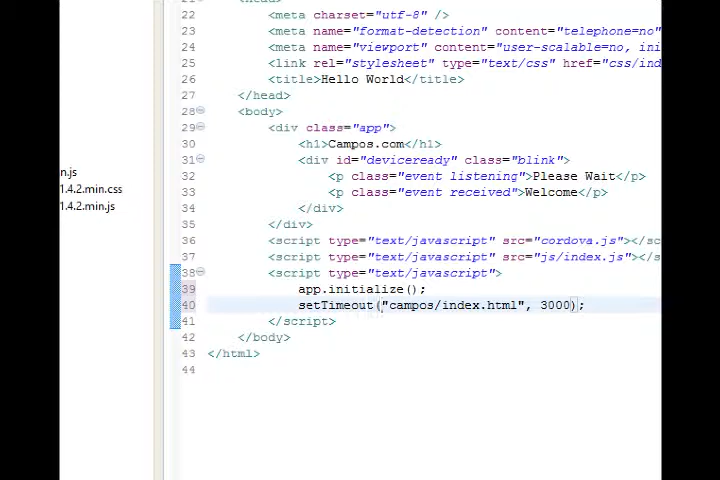 n.js
1.4.2.min.css
1.4.2.min.js
22 <meta charset="utf-8" />
23 <meta name="format-detection" content="telephone=no"
24 <meta name="viewport" content="user-scalable=no, ini
25 <link rel="stylesheet" type="text/css" href="css/ind
26 <title>Hello World</title>
27 </head>
28 <body>
29 <div class="app">
30 <h1>Campos.com</h1>
31 <div id="deviceready" class="blink">
32 <p class="event listening">Please Wait</p>
33 <p class="event received">Welcome</p>
34 </div>
35 </div>
36 <script type="text/javascript" src="cordova.js"></sc
37 <script type="text/javascript" src="js/index.js"></s
38 <script type="text/javascript">
39 app.initialize();
40 setTimeout("campos/index.html", 3000);
41 </script>
42 </body>
43 </html>
44